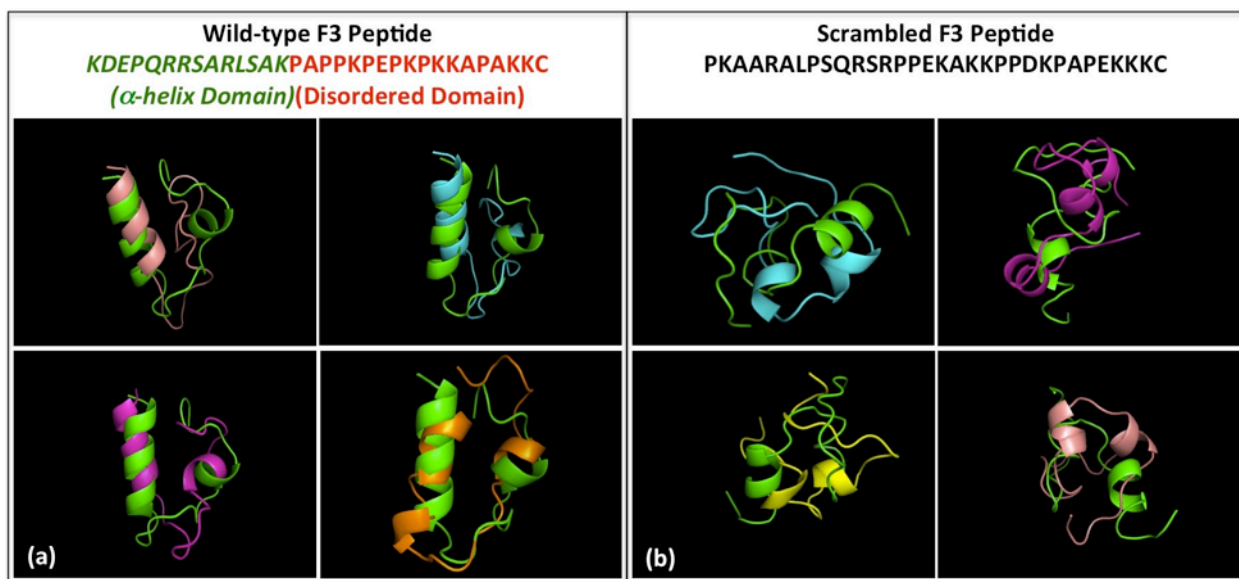 Wild-type F3 Peptide
KDEPQRRSARLSAKPAPPKPEPKPKKAPAKKC
(α-helix Domain)(Disordered Domain)
(a)
Scrambled F3 Peptide
PKAARALPSQRSRPPEKAKKPPDKPAPEKKKC
(b)